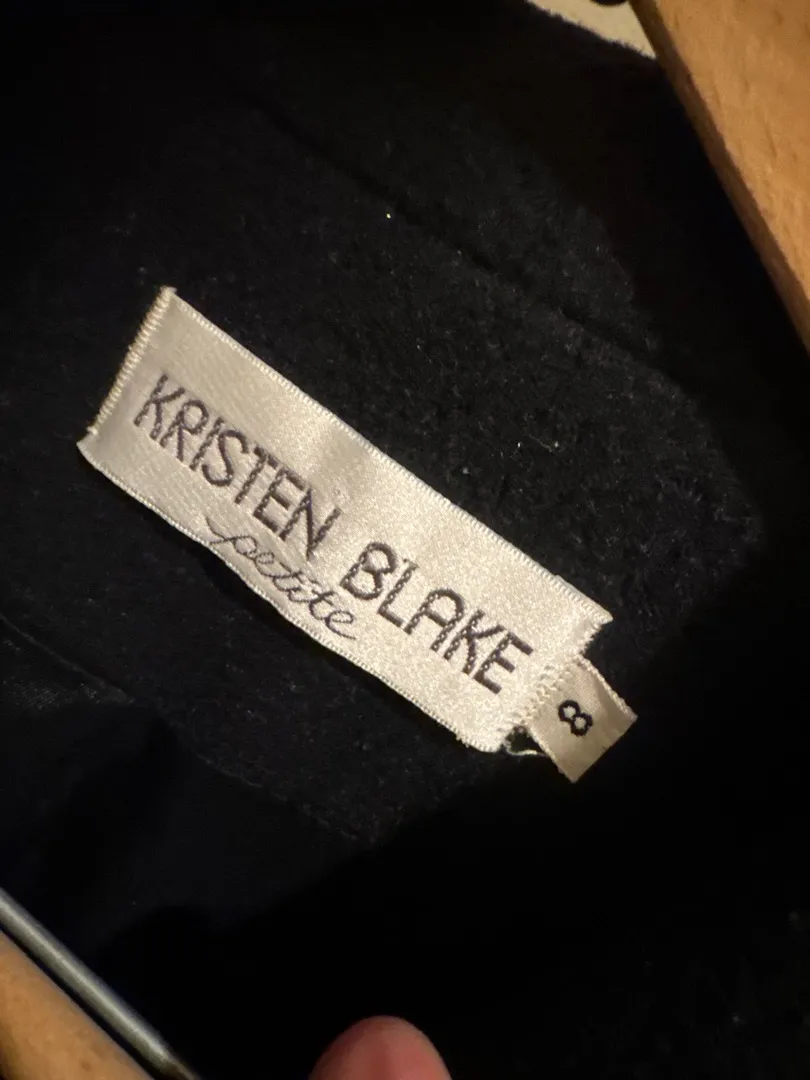 KRISTEN BLAKE
petite
8